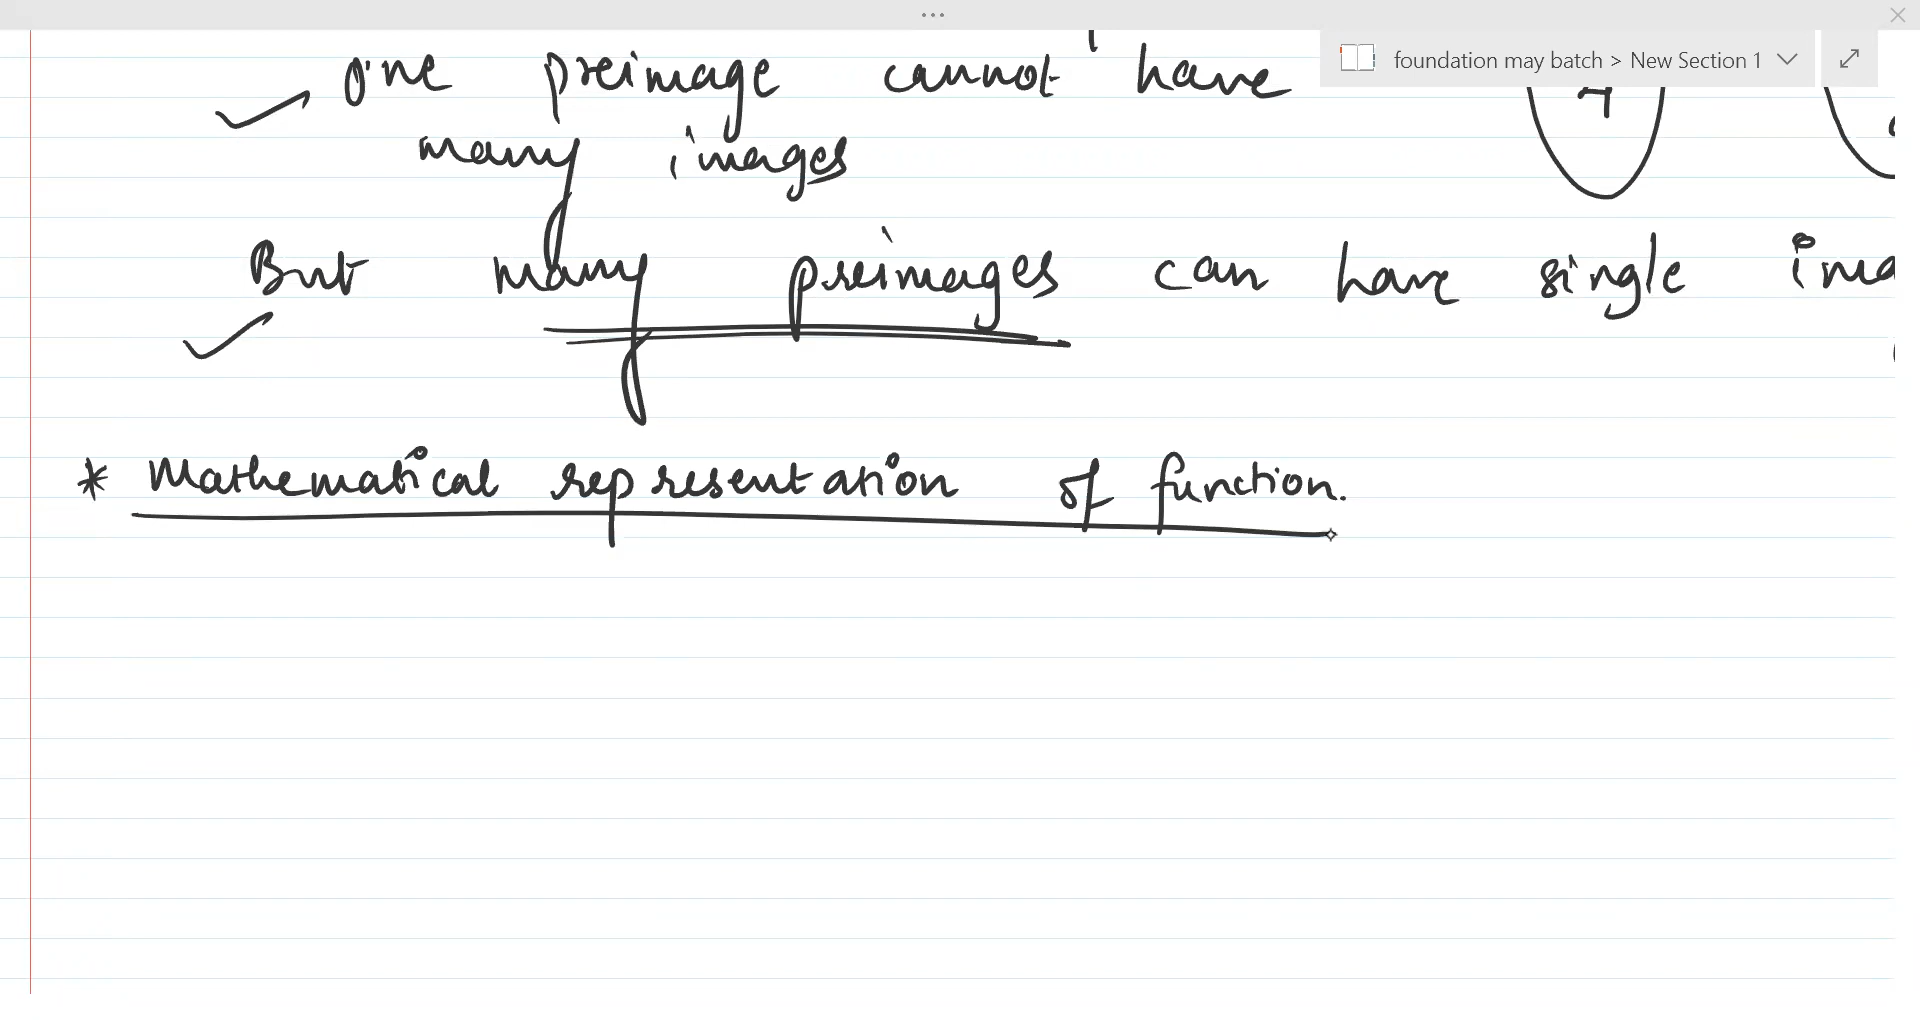 ...
foundation may batch > New Section 1
one preimage cannot have
many images
But many preimages can have single ima
* Mathematical representation of function.